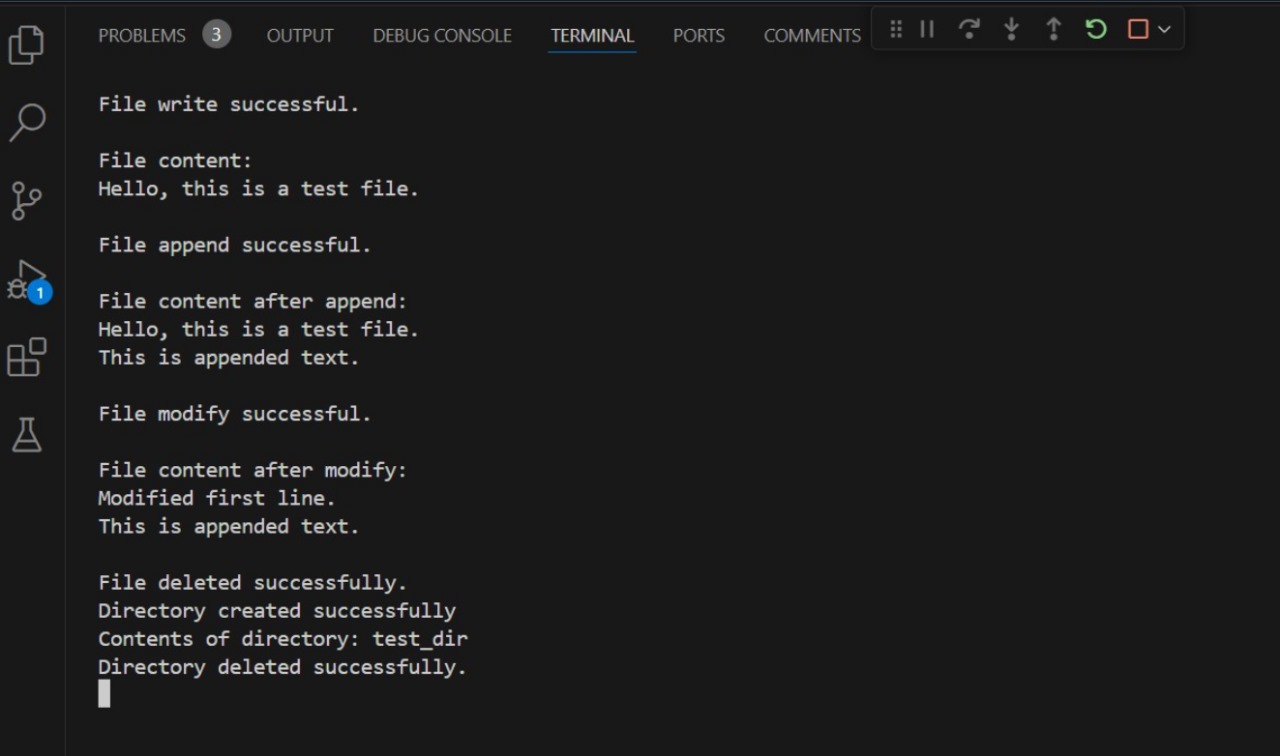 PROBLEMS 3 OUTPUT DEBUG CONSOLE TERMINAL PORTS COMMENTS
File write successful.
File content:
Hello, this is a test file.
File append successful.
1
File content after append:
Hello, this is a test file.
This is appended text.
File modify successful.
File content after modify:
Modified first line.
This is appended text.
File deleted successfully.
Directory created successfully
Contents of directory: test_dir
Directory deleted successfully.